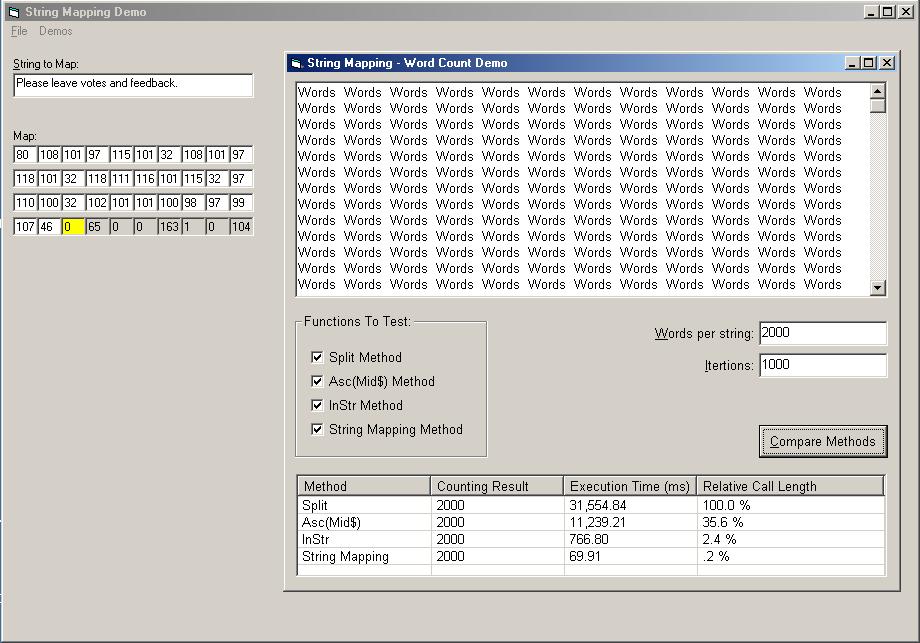 String Mapping Demo
File Demos
String to Map:
Please leave votes and feedback.
Map:
80 108 101 97 115 101 32 108 101 97
118 101 32 118 111 116 101 115 32 97
110 100 32 102 101 101 100 98 97 99
107 46 0 65 0 0 163 1 0 104
String Mapping - Word Count Demo
Words Words Words Words Words Words Words Words Words Words Words Words
Words Words Words Words Words Words Words Words Words Words Words Words
Words Words Words Words Words Words Words Words Words Words Words Words
Words Words Words Words Words Words Words Words Words Words Words Words
Words Words Words Words Words Words Words Words Words Words Words Words
Words Words Words Words Words Words Words Words Words Words Words Words
Words Words Words Words Words Words Words Words Words Words Words Words
Words Words Words Words Words Words Words Words Words Words Words Words
Words Words Words Words Words Words Words Words Words Words Words Words
Words Words Words Words Words Words Words Words Words Words Words Words
Words Words Words Words Words Words Words Words Words Words Words Words
Words Words Words Words Words Words Words Words Words Words Words Words
Words Words Words Words Words Words Words Words Words Words Words Words
Functions To Test:
Split Method
Asc(Mid$) Method
InStr Method
String Mapping Method
Words per string: 2000
Itertions: 1000
Compare Methods
Method Counting Result Execution Time (ms) Relative Call Length
Split 2000 31,554.84 100.0 %
Asc(Mid$) 2000 11,239.21 35.6 %
InStr 2000 766.80 2.4 %
String Mapping 2000 69.91 .2 %